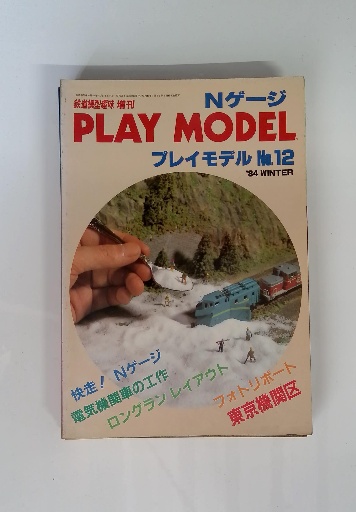 鉄道模型趣味 増刊
Nゲージ
PLAY MODEL
プレイモデル No.12
'84 WINTER
快走! Nゲージ
電気機関車の工作
ロングラン レイアウト
フォトリポート
東京機関区